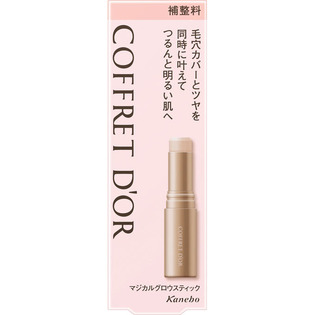 補整料
毛穴カバーとツヤを
同時に叶えて
つるんと明るい肌へ
COFFRET D'OR
COFFRET D'OR
マジカルグロウスティック
Kanebo